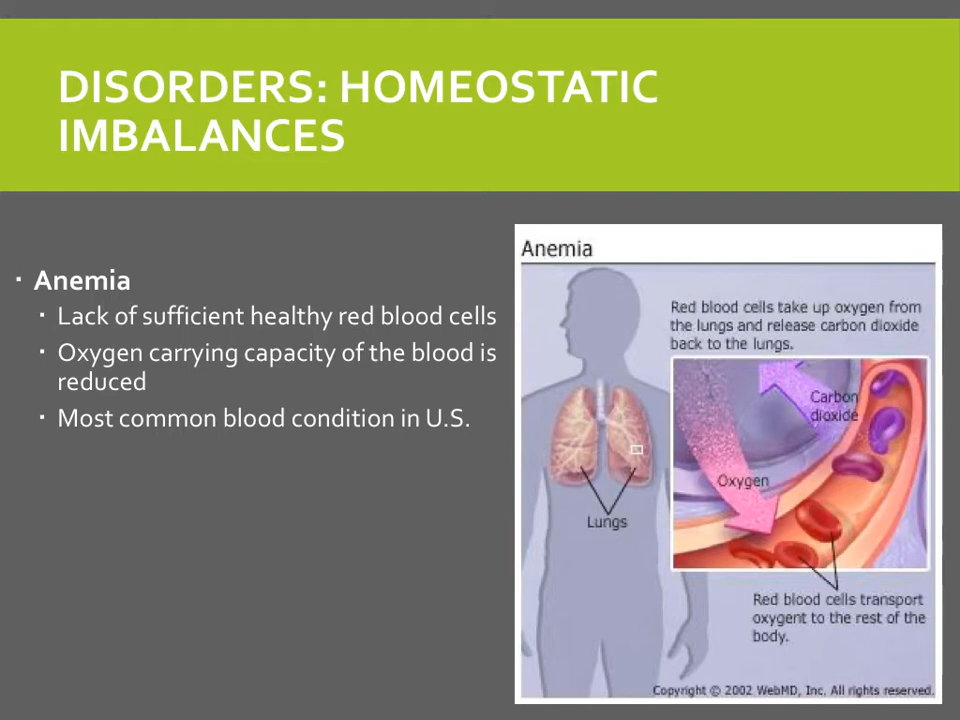 DISORDERS: HOMEOSTATIC
IMBALANCES
Anemia
Lack of sufficient healthy red blood cells
Oxygen carrying capacity of the blood is
reduced
Most common blood condition in U.S.
Anemia
Red blood cells take up oxygen from
the lungs and release carbon dioxide
back to the lungs.
Carbon
dioxide
Oxygen
Lungs
Red blood cells transport
oxygent to the rest of the
body.
Copyright © 2002 WebMD, Inc. All rights reserved.